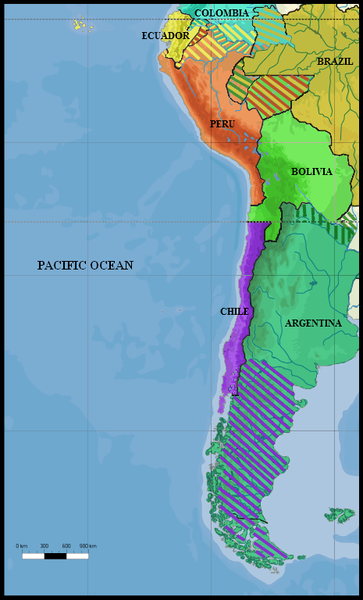 COLOMBIA
ECUADOR
BRAZIL
PERU
BOLIVIA
PACIFIC OCEAN
CHILE
ARGENTINA
0 km 300 600 900 km